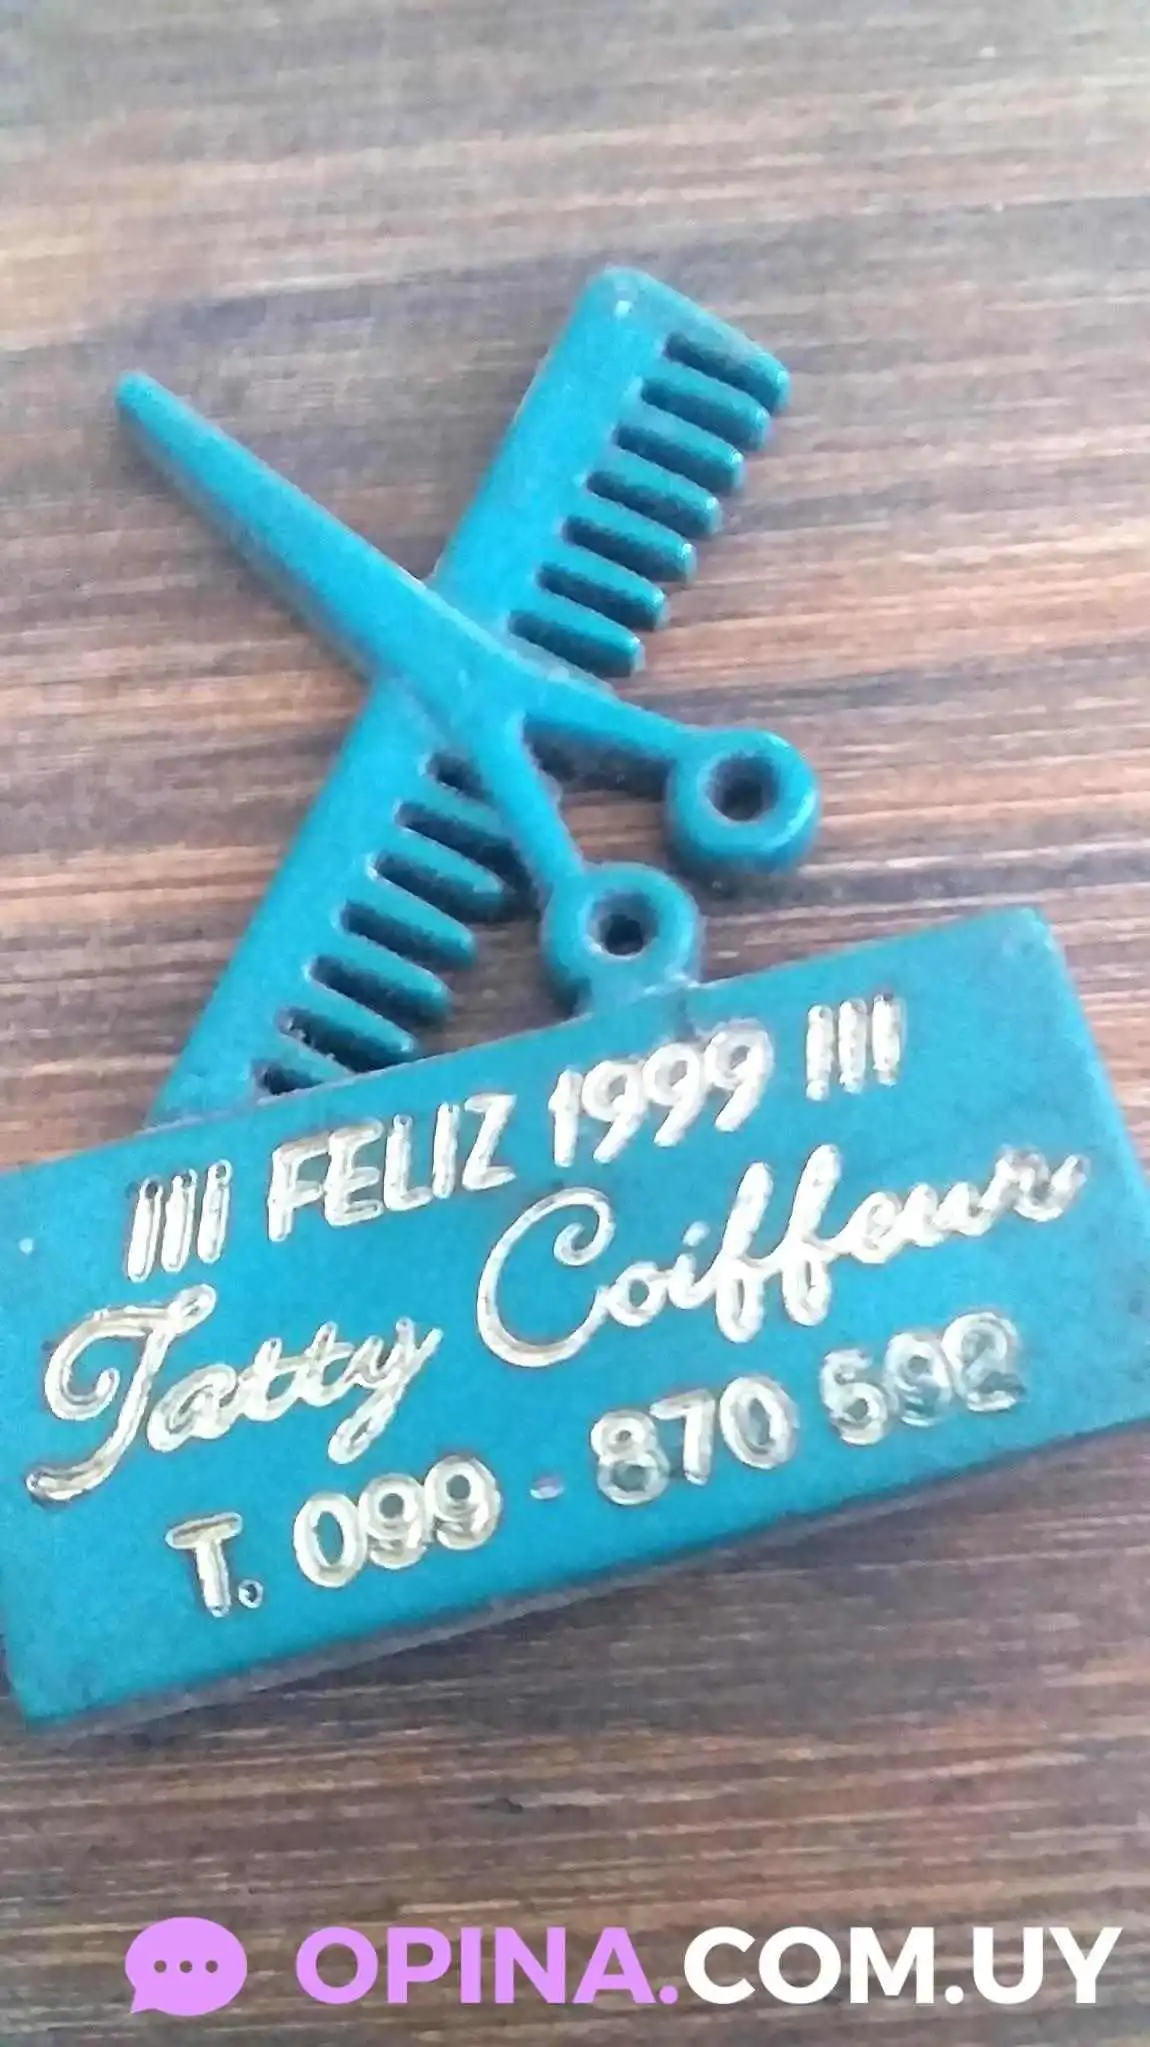 ¡¡¡ FELIZ 1999 !!!
Tatty Coiffeur
T. 099 - 870 592
OPINA.COM.UY